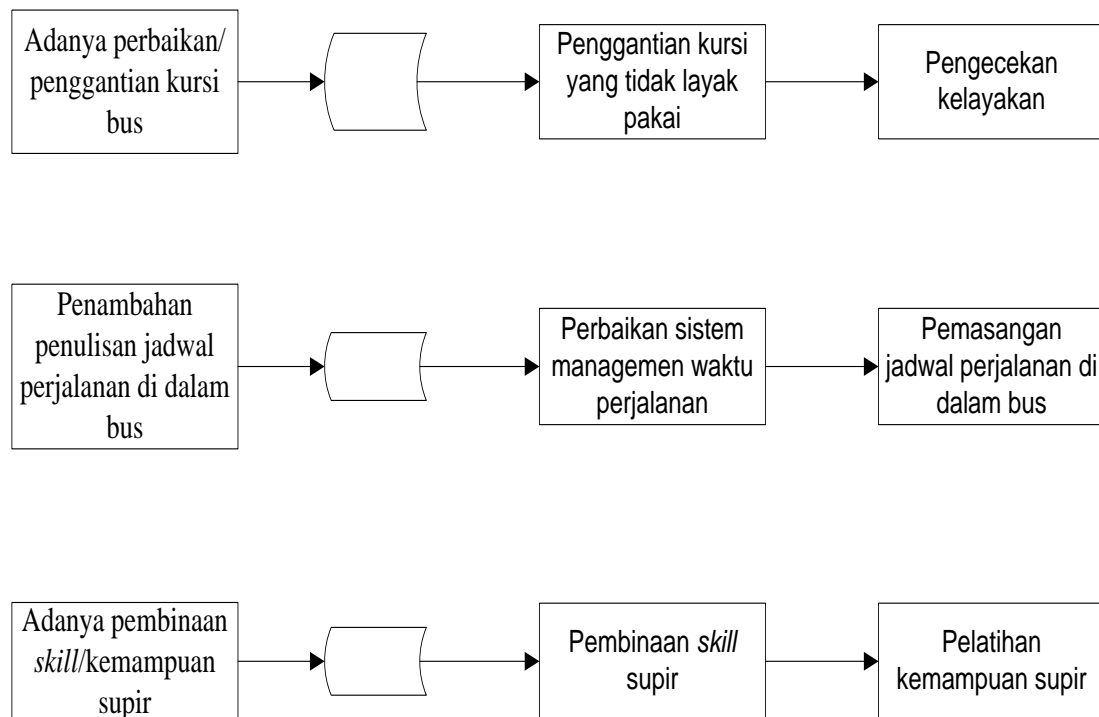 Adanya perbaikan/
penggantian kursi
bus
Penggantian kursi
yang tidak layak
pakai
Pengecekan
kelayakan
Penambahan
penulisan jadwal
perjalanan di dalam
bus
Perbaikan sistem
managemen waktu
perjalanan
Pemasangan
jadwal perjalanan di
dalam bus
Adanya pembinaan
skill/kemampuan
supir
Pembinaan skill
supir
Pelatihan
kemampuan supir